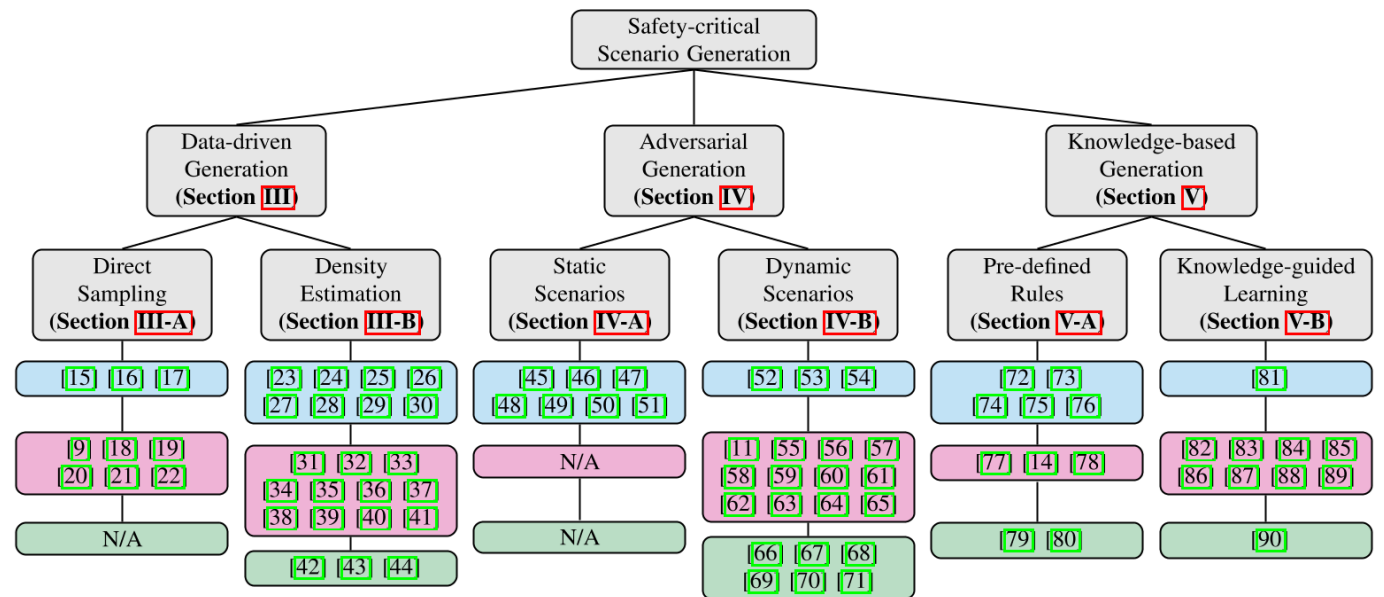 Safety-critical
Scenario Generation
Data-driven
Generation
(Section III)
Adversarial
Generation
(Section IV)
Knowledge-based
Generation
(Section V)
Direct
Sampling
(Section III-A)
Density
Estimation
(Section III-B)
Static
Scenarios
(Section IV-A)
Dynamic
Scenarios
(Section IV-B)
Pre-defined
Rules
(Section V-A)
Knowledge-guided
Learning
(Section V-B)
[15] [16] [17]
[9] [18] [19]
[20] [21] [22]
N/A
[23] [24] [25] [26]
[27] [28] [29] [30]
[31] [32] [33]
[34] [35] [36] [37]
[38] [39] [40] [41]
[42] [43] [44]
[45] [46] [47]
[48] [49] [50] [51]
N/A
N/A
[52] [53] [54]
[11] [55] [56] [57]
[58] [59] [60] [61]
[62] [63] [64] [65]
[66] [67] [68]
[69] [70] [71]
[72] [73]
[74] [75] [76]
[77] [14] [78]
[79] [80]
[81]
[82] [83] [84] [85]
[86] [87] [88] [89]
[90]